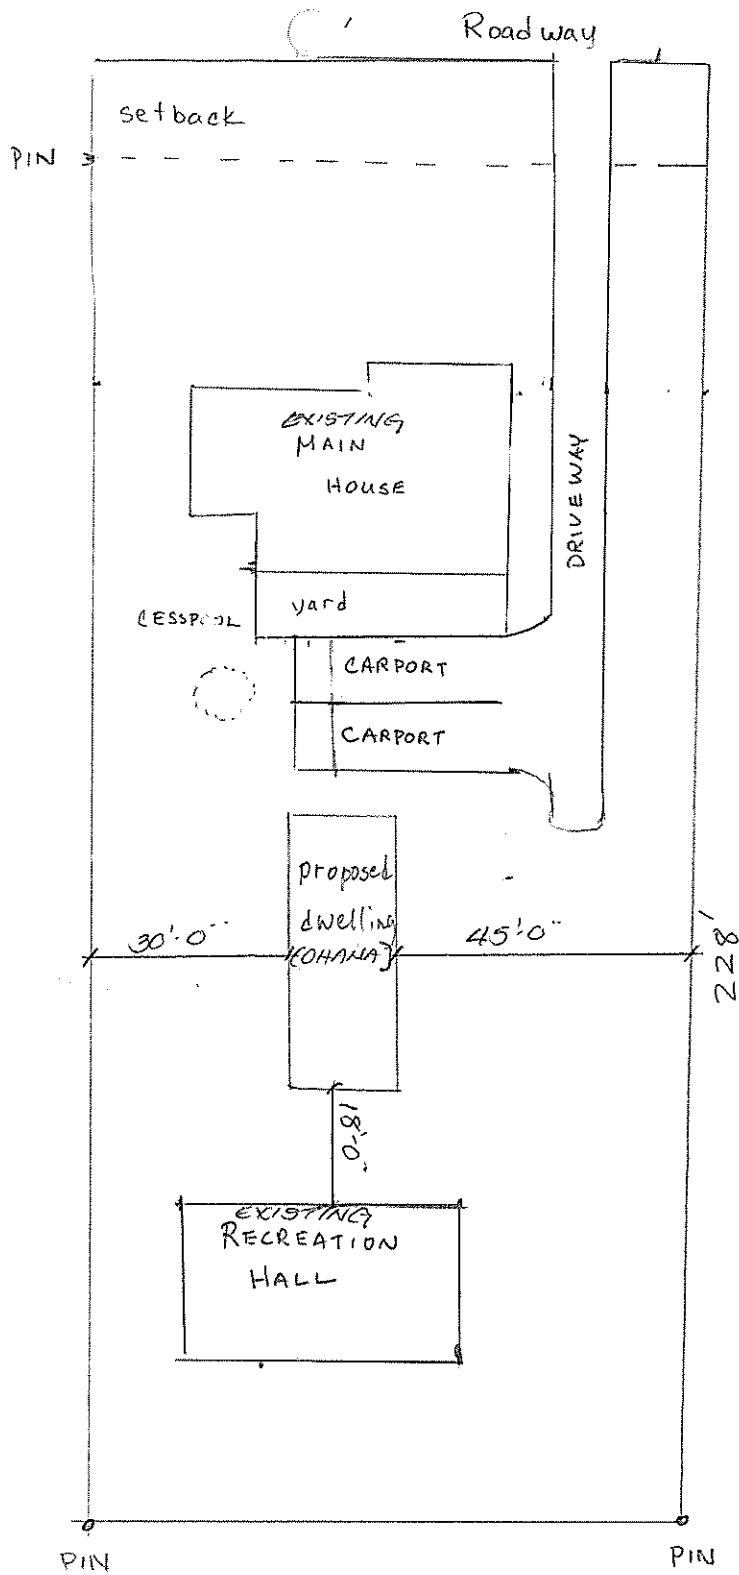 Roadway
setback
PIN
EXISTING
MAIN
HOUSE
DRIVEWAY
yard
CESSPOOL
CARPORT
CARPORT
proposed
dwelling
(OHANA)
30'-0"
45'-0"
228'
18'-0"
EXISTING
RECREATION
HALL
PIN
PIN